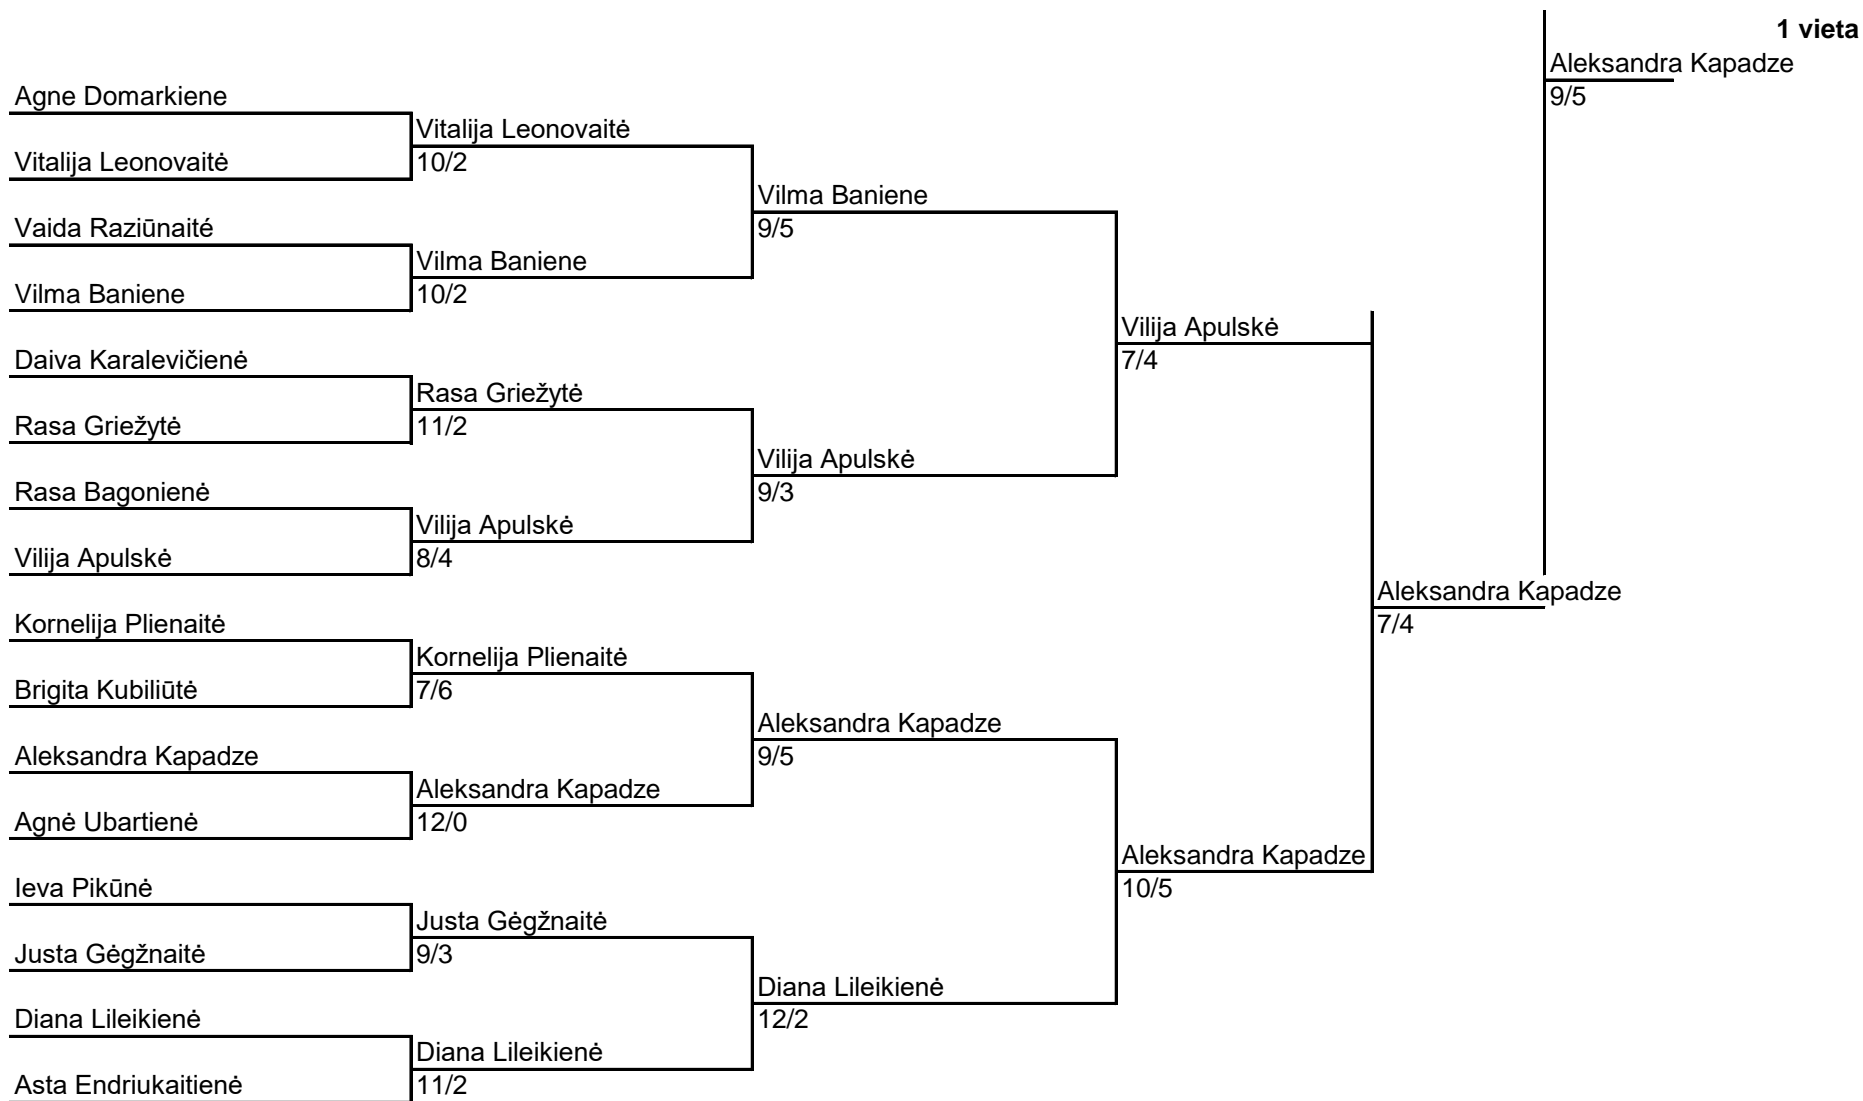 1 vieta
Aleksandra Kapadze
9/5
Agne Domarkiene
Vitalija Leonovaitė
Vitalija Leonovaitė
10/2
Vilma Baniene
9/5
Vaida Raziūnaité
Vilma Baniene
Vilma Baniene
10/2
Vilija Apulskė
7/4
Daiva Karalevičienė
Rasa Griežytė
Rasa Griežytė
11/2
Vilija Apulskė
9/3
Rasa Bagonienė
Vilija Apulskė
Vilija Apulskė
8/4
Aleksandra Kapadze
7/4
Kornelija Plienaitė
Kornelija Plienaitė
Brigita Kubiliūtė
7/6
Aleksandra Kapadze
9/5
Aleksandra Kapadze
Aleksandra Kapadze
Agnė Ubartienė
12/0
Aleksandra Kapadze
10/5
Ieva Pikūnė
Justa Gėgžnaitė
Justa Gėgžnaitė
9/3
Diana Lileikienė
12/2
Diana Lileikienė
Diana Lileikienė
Asta Endriukaitienė
11/2